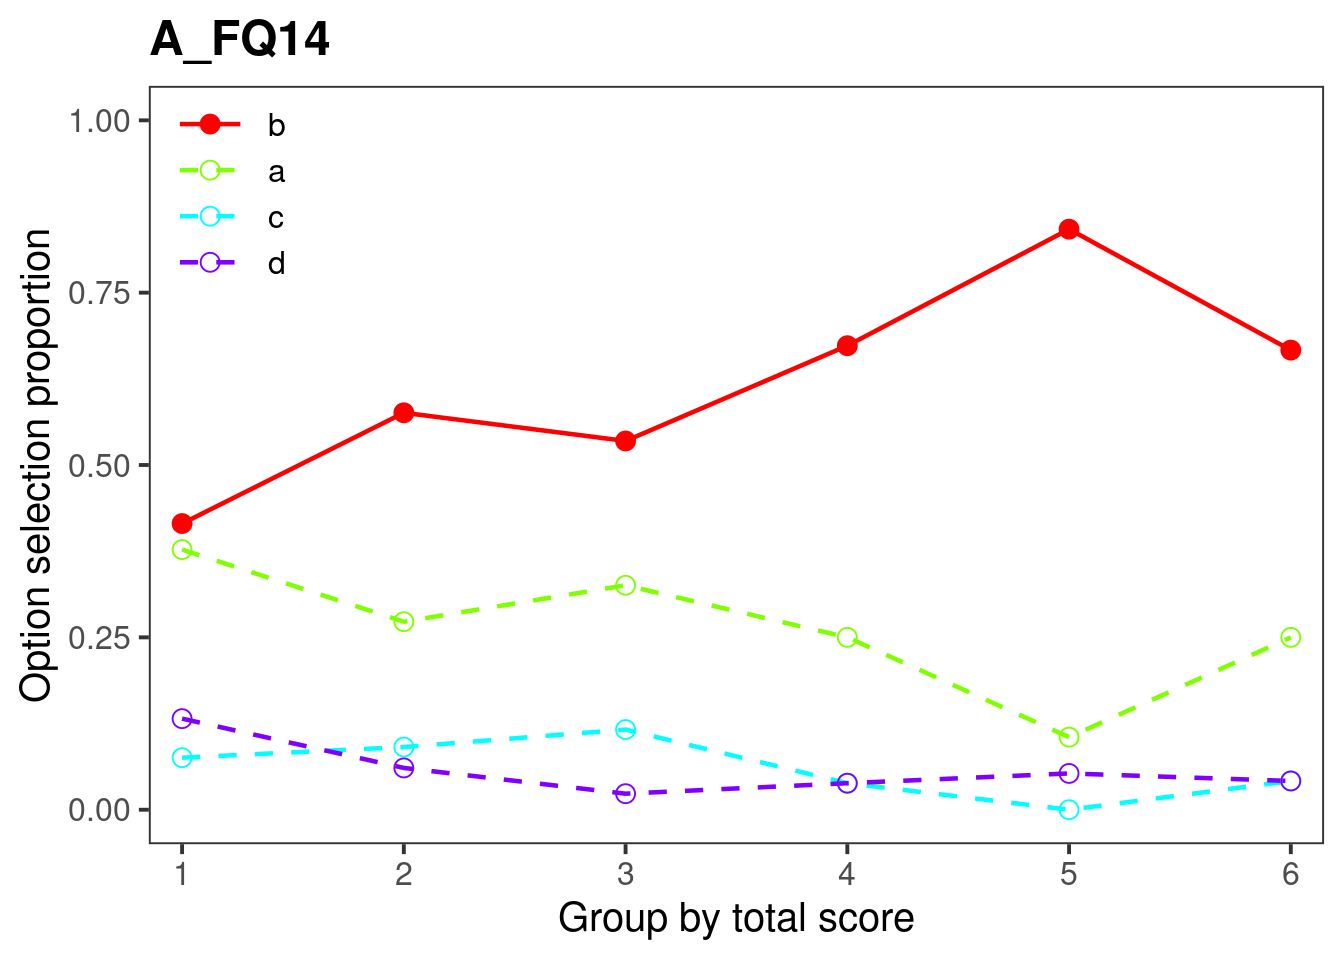 A_FQ14
b
a
c
d
1.00
0.75
0.50
0.25
0.00
Option selection proportion
1 2 3 4 5 6
Group by total score